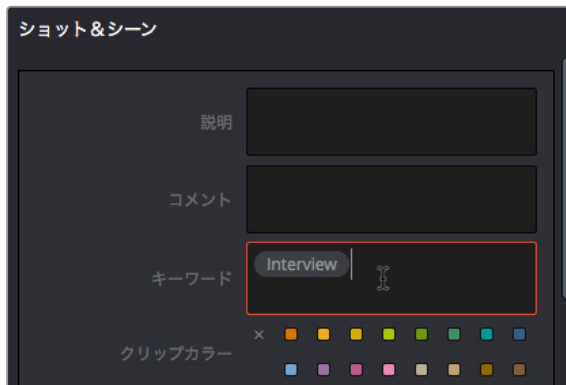 ショット＆シーン
説明
コメント
キーワード
Interview
クリップカラー